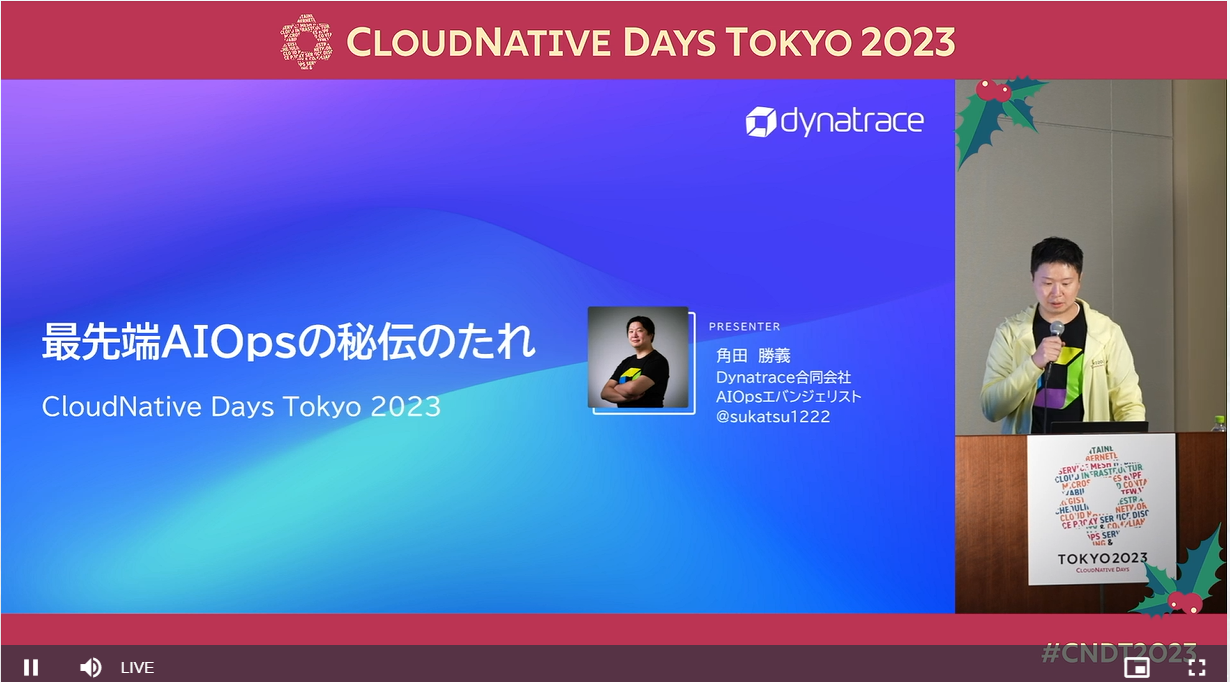 CLOUDNATIVE DAYS TOKYO 2023
dynatrace
最先端AIOpsの秘伝のたれ
CloudNative Days Tokyo 2023
PRESENTER
角田 勝義
Dynatrace合同会社
AIOpsエバンジェリスト
@sukatsu1222
TOKYO2023
CLOUDNATIVE DAYS
#CNDT2023
LIVE